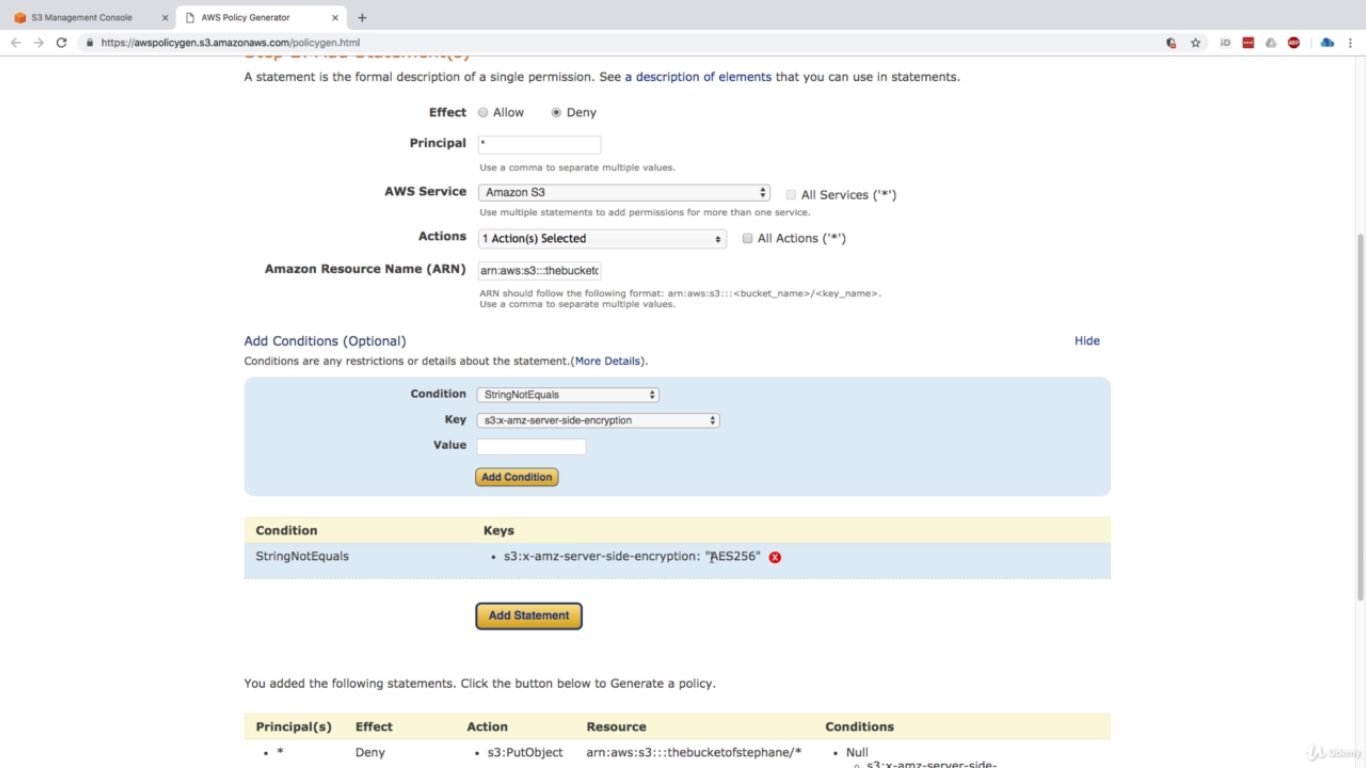 S3 Management Console
AWS Policy Generator
https://awspolicygen.s3.amazonaws.com/policygen.html
A statement is the formal description of a single permission. See a description of elements that you can use in statements.
Effect Allow Deny
Principal *
Use a comma to separate multiple values.
AWS Service Amazon S3 All Services ('*')
Use multiple statements to add permissions for more than one service.
Actions 1 Action(s) Selected All Actions ('*')
Amazon Resource Name (ARN) arn:aws:s3:::thebucketo
ARN should follow the following format: arn:aws:s3:::<bucket_name>/<key_name>.
Use a comma to separate multiple values.
Add Conditions (Optional) Hide
Conditions are any restrictions or details about the statement.(More Details).
Condition StringNotEquals
Key s3:x-amz-server-side-encryption
Value
Add Condition
Condition Keys
StringNotEquals • s3:x-amz-server-side-encryption: "AES256"
Add Statement
You added the following statements. Click the button below to Generate a policy.
Principal(s) Effect Action Resource Conditions
• * Deny • s3:PutObject arn:aws:s3:::thebucketofstephane/* • Null
s3:x-amz-server-side-
Udemy